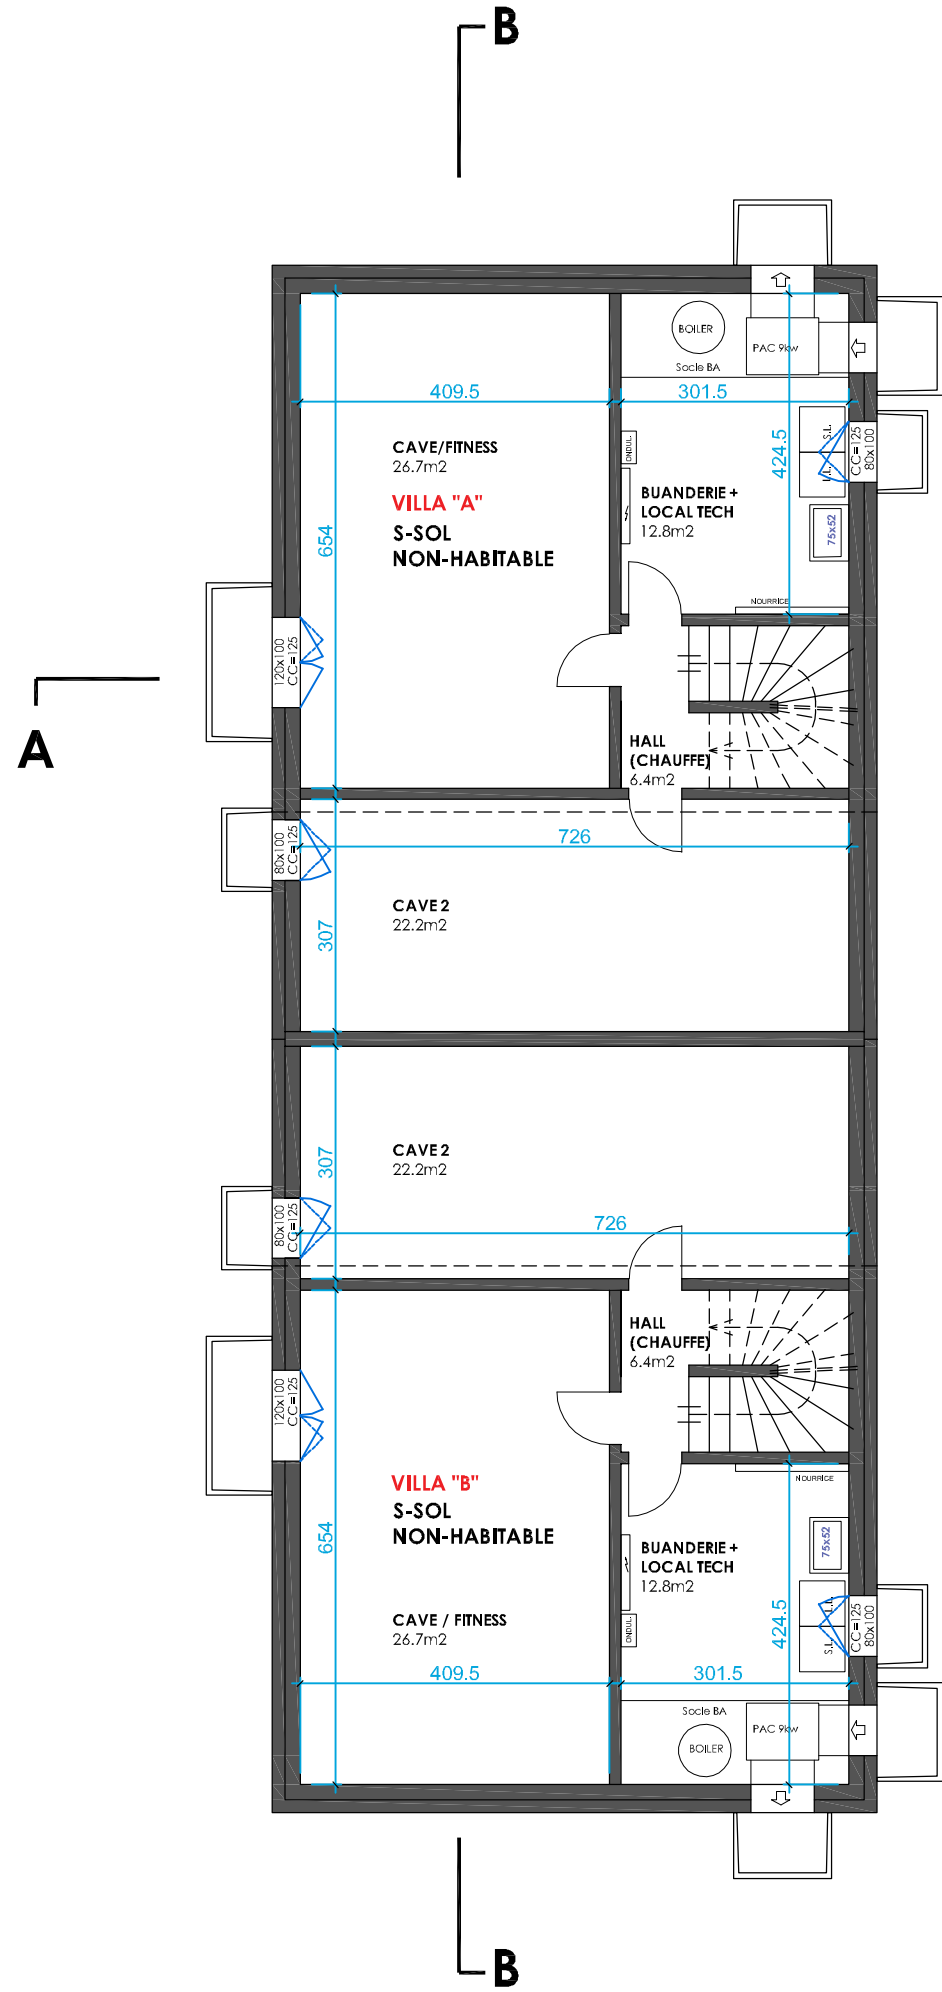 B
BOILER
PAC 9kw
Socle BA
409.5
301.5
S.L.
L.L.
CC=125
80x100
424.5
CAVE/FITNESS
26.7m2
ONDUL.
VILLA "A"
BUANDERIE +
LOCAL TECH
12.8m2
S-SOL
NON-HABITABLE
654
75x52
NOURRICE
120x100
CC=125
A
HALL
(CHAUFFE)
6.4m2
80x100
CC=125
726
CAVE 2
22.2m2
307
CAVE 2
22.2m2
307
80x100
CC=125
726
HALL
(CHAUFFE)
6.4m2
120x100
CC=125
VILLA "B"
NOURRICE
S-SOL
NON-HABITABLE
654
75x52
BUANDERIE +
LOCAL TECH
12.8m2
CAVE / FITNESS
26.7m2
ONDUL.
L.L.
S.L.
CC=125
80x100
424.5
409.5
301.5
Socle BA
PAC 9kw
BOILER
B